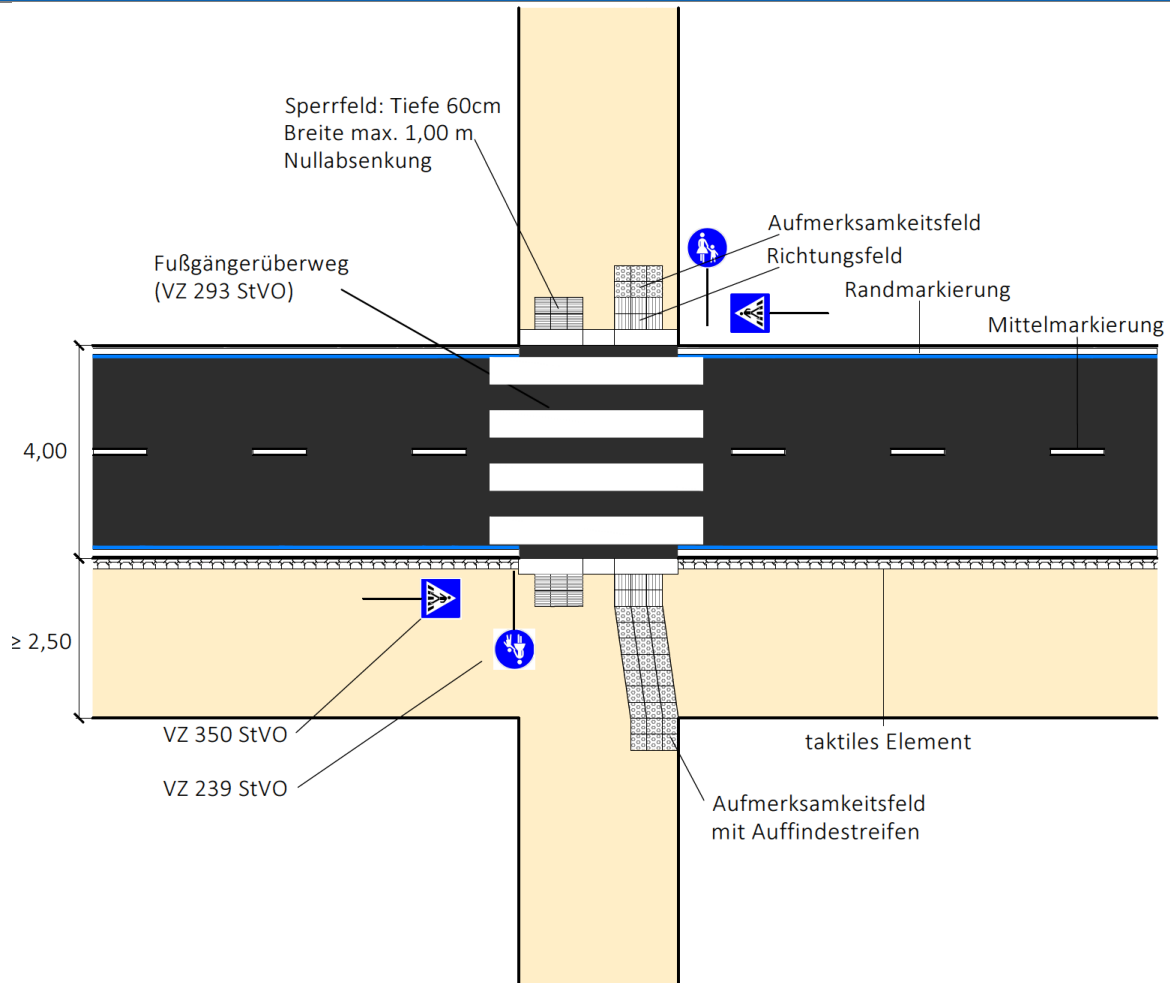 Sperrfeld: Tiefe 60cm
Breite max. 1,00 m
Nullabsenkung
Aufmerksamkeitsfeld
Richtungsfeld
Fußgängerüberweg
(VZ 293 StVO)
Randmarkierung
Mittelmarkierung
4,00
≥ 2,50
VZ 350 StVO
taktiles Element
VZ 239 StVO
Aufmerksamkeitsfeld
mit Auffindestreifen